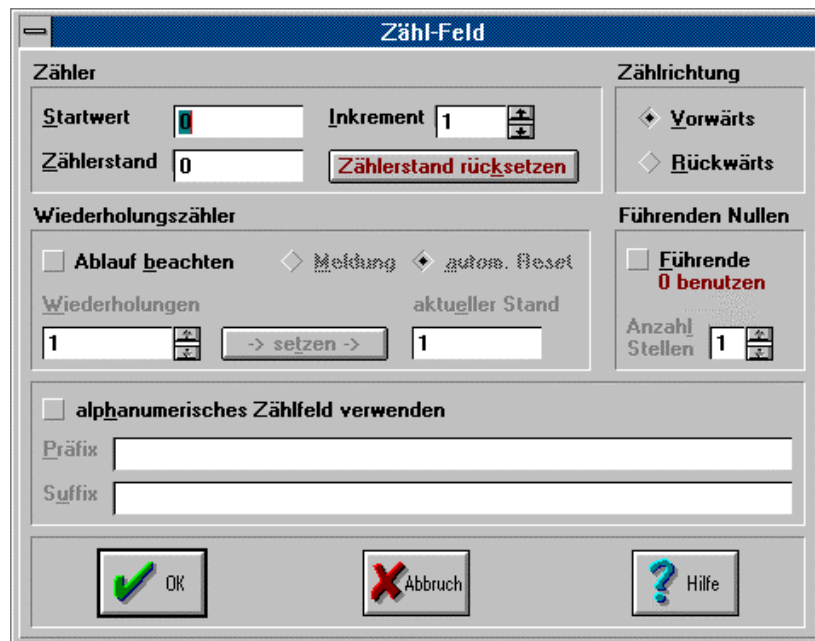 Zähl-Feld
Zähler
Zählrichtung
Startwert 0 Inkrement 1
Vorwärts
Zählerstand 0 Zählerstand rücksetzen
Rückwärts
Wiederholungszähler
Führenden Nullen
Ablauf beachten Meldung autom. Reset
Führende
0 benutzen
Wiederholungen aktueller Stand
1 -> setzen -> 1
Anzahl
Stellen 1
alphanumerisches Zählfeld verwenden
Präfix
Suffix
OK Abbruch Hilfe